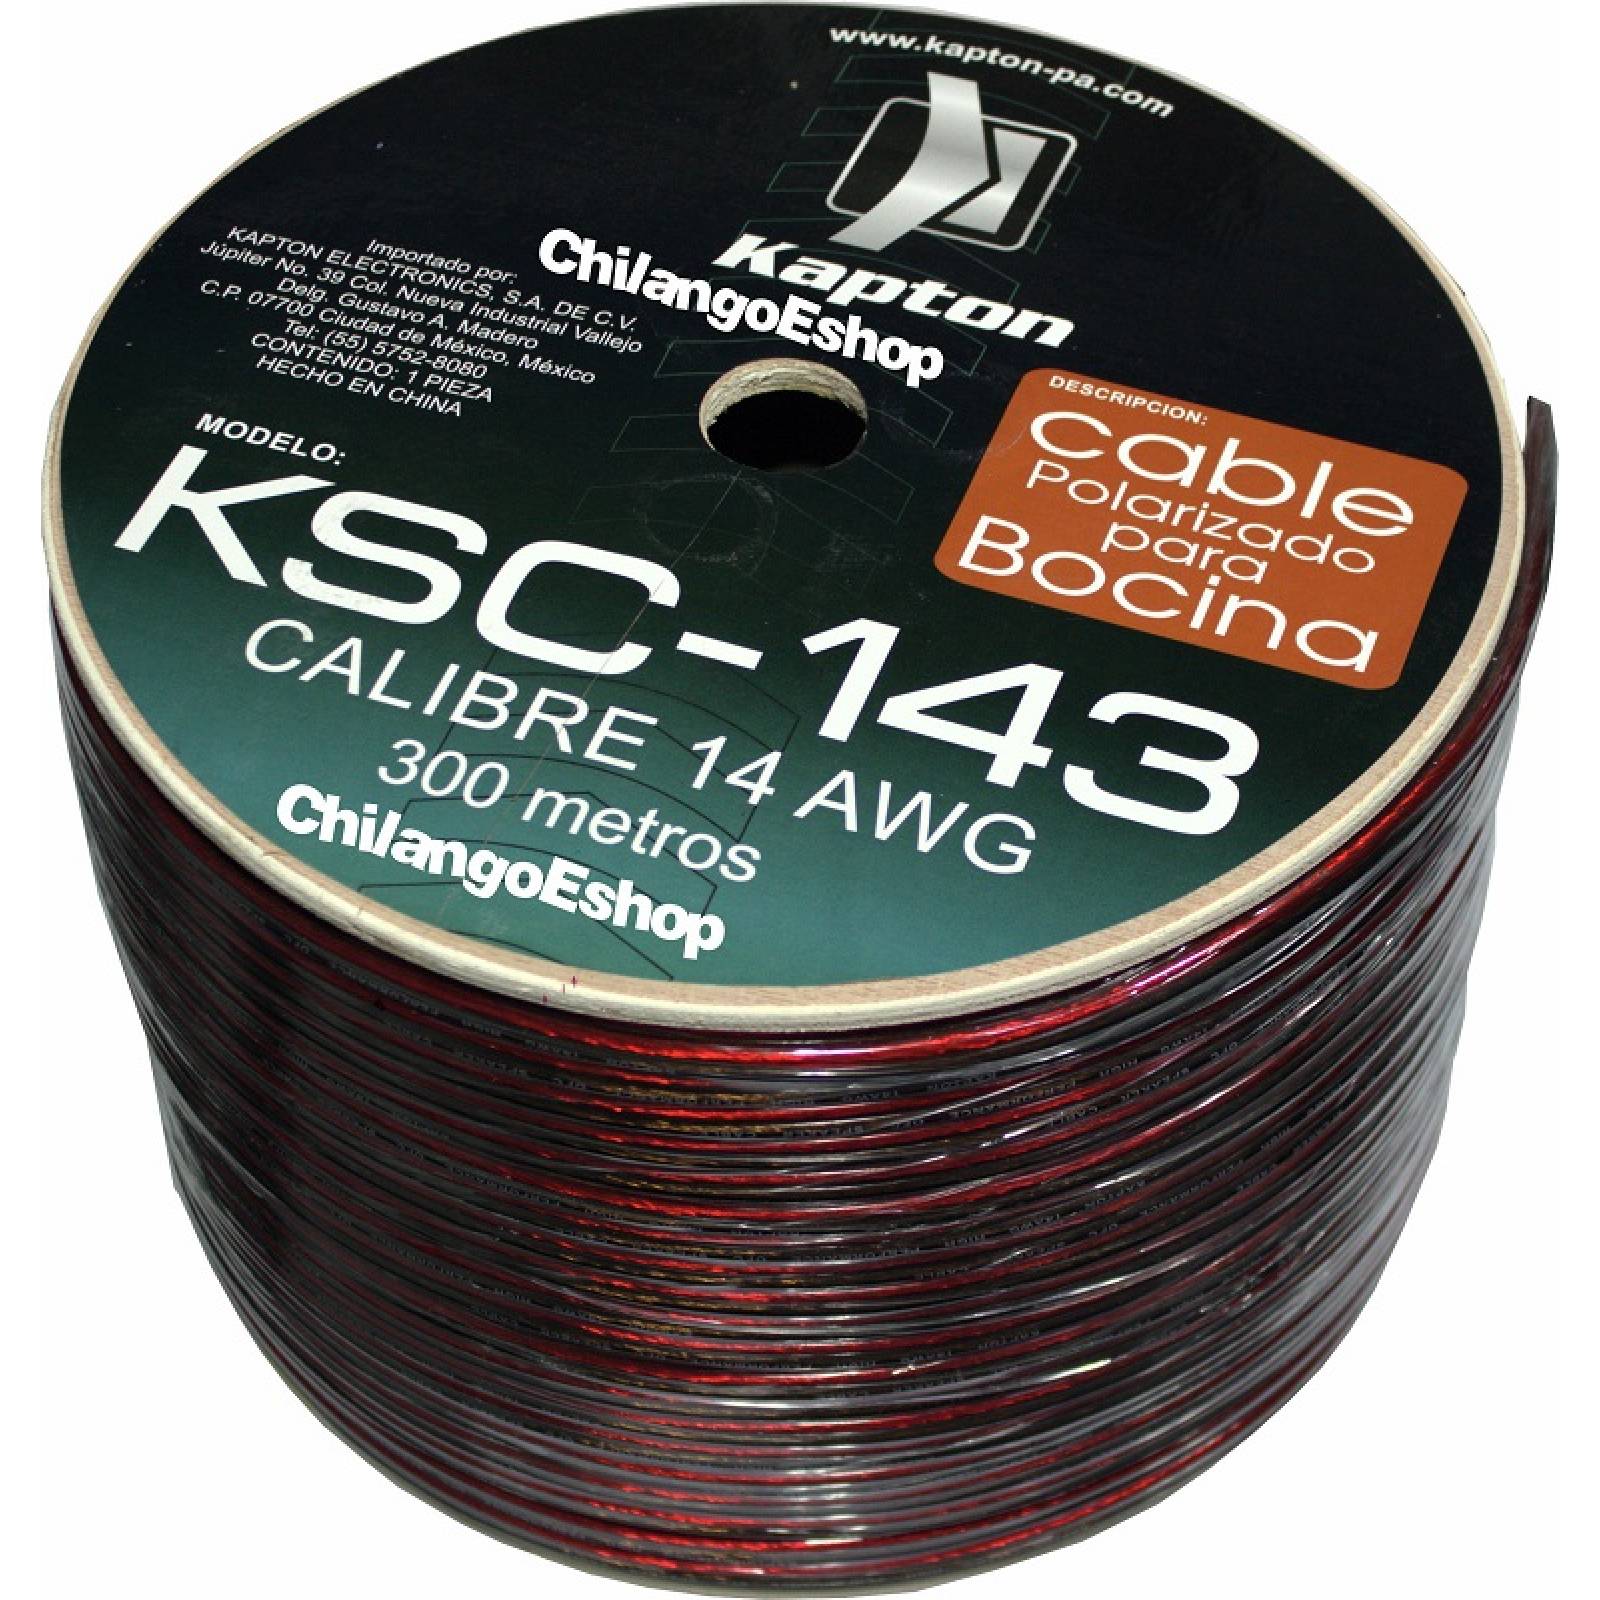 www.kapton-pa.com
Kapton
ChilangoEshop
Importado por:
KAPTON ELECTRONICS, S.A. DE C.V.
Júpiter No. 39 Col. Nueva Industrial Vallejo
Delg. Gustavo A. Madero
C.P. 07700 Ciudad de México, México
Tel: (55) 5752-8080
CONTENIDO: 1 PIEZA
HECHO EN CHINA
DESCRIPCION:
cable
Polarizado
para
Bocina
MODELO:
KSC-143
CALIBRE 14 AWG
300 metros
ChilangoEshop